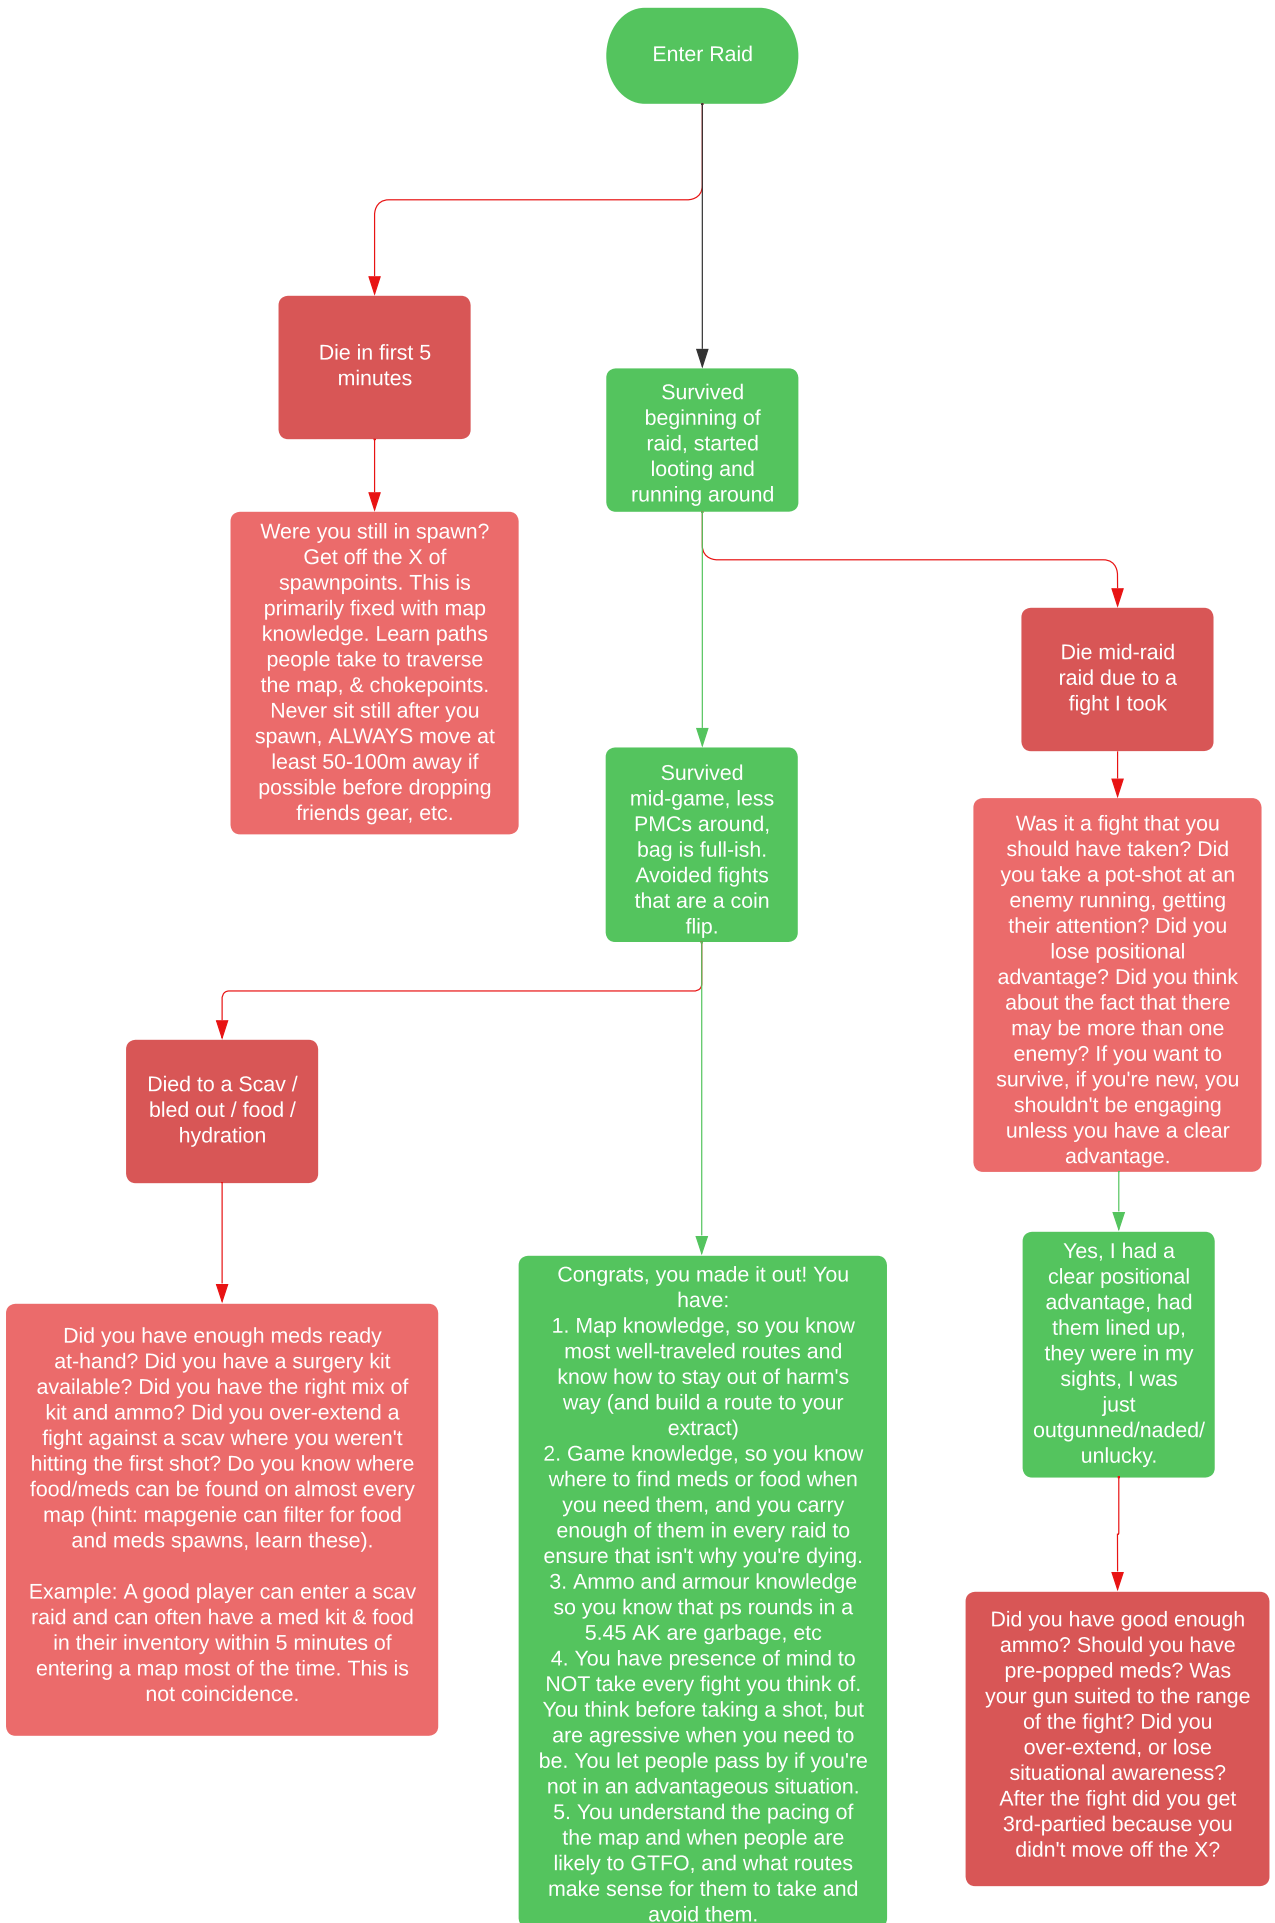 Enter Raid
Die in first 5
minutes
Survived
beginning of
raid, started
looting and
running around
Were you still in spawn?
Get off the X of
spawnpoints. This is
primarily fixed with map
knowledge. Learn paths
people take to traverse
the map, & chokepoints.
Never sit still after you
spawn, ALWAYS move at
least 50-100m away if
possible before dropping
friends gear, etc.
Die mid-raid
raid due to a
fight I took
Survived
mid-game, less
PMCs around,
bag is full-ish.
Avoided fights
that are a coin
flip.
Was it a fight that you
should have taken? Did
you take a pot-shot at an
enemy running, getting
their attention? Did you
lose positional
advantage? Did you think
about the fact that there
may be more than one
enemy? If you want to
survive, if you're new, you
shouldn't be engaging
unless you have a clear
advantage.
Died to a Scav /
bled out / food /
hydration
Yes, I had a
clear positional
advantage, had
them lined up,
they were in my
sights, I was
just
outgunned/naded/
unlucky.
Did you have enough meds ready
at-hand? Did you have a surgery kit
available? Did you have the right mix of
kit and ammo? Did you over-extend a
fight against a scav where you weren't
hitting the first shot? Do you know where
food/meds can be found on almost every
map (hint: mapgenie can filter for food
and meds spawns, learn these).
Example: A good player can enter a scav
raid and can often have a med kit & food
in their inventory within 5 minutes of
entering a map most of the time. This is
not coincidence.
Congrats, you made it out! You
have:
1. Map knowledge, so you know
most well-traveled routes and
know how to stay out of harm's
way (and build a route to your
extract)
2. Game knowledge, so you know
where to find meds or food when
you need them, and you carry
enough of them in every raid to
ensure that isn't why you're dying.
3. Ammo and armour knowledge
so you know that ps rounds in a
5.45 AK are garbage, etc
4. You have presence of mind to
NOT take every fight you think of.
You think before taking a shot, but
are agressive when you need to
be. You let people pass by if you're
not in an advantageous situation.
5. You understand the pacing of
the map and when people are
likely to GTFO, and what routes
make sense for them to take and
avoid them.
Did you have good enough
ammo? Should you have
pre-popped meds? Was
your gun suited to the range
of the fight? Did you
over-extend, or lose
situational awareness?
After the fight did you get
3rd-partied because you
didn't move off the X?